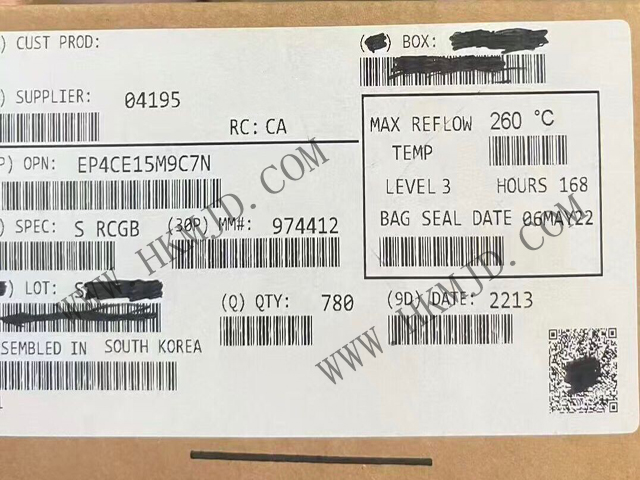 ) CUST PROD:
( ) BOX:
) SUPPLIER: 04195
RC: CA
MAX REFLOW 260 °C
TEMP
P) OPN: EP4CE15M9C7N
LEVEL 3 HOURS 168
) SPEC: S RCGB (30P) MM#: 974412
BAG SEAL DATE 06MAY22
) LOT: S
(Q) QTY: 780
(9D) DATE: 2213
SEMBLED IN SOUTH KOREA
WWW.HKMJD.COM
WWW.HKMJD.COM